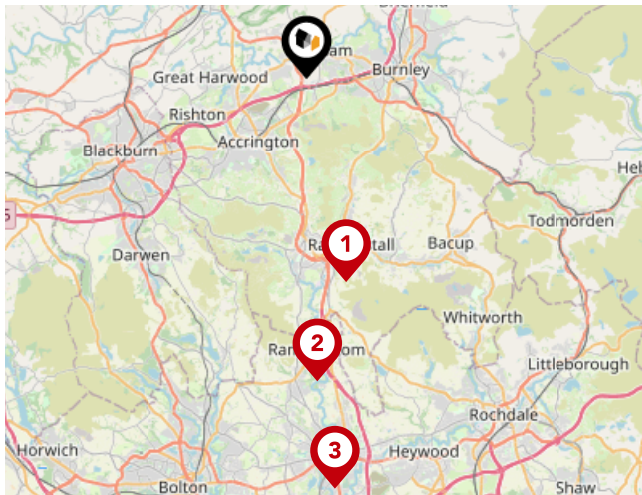 Great Harwood
Burnley
Rishton
Blackburn
Accrington
5
Todmorden
1
Bacup
Darwen
Whitworth
2
Littleborough
Rochdale
Horwich
3
Heywood
Bolton
Shaw